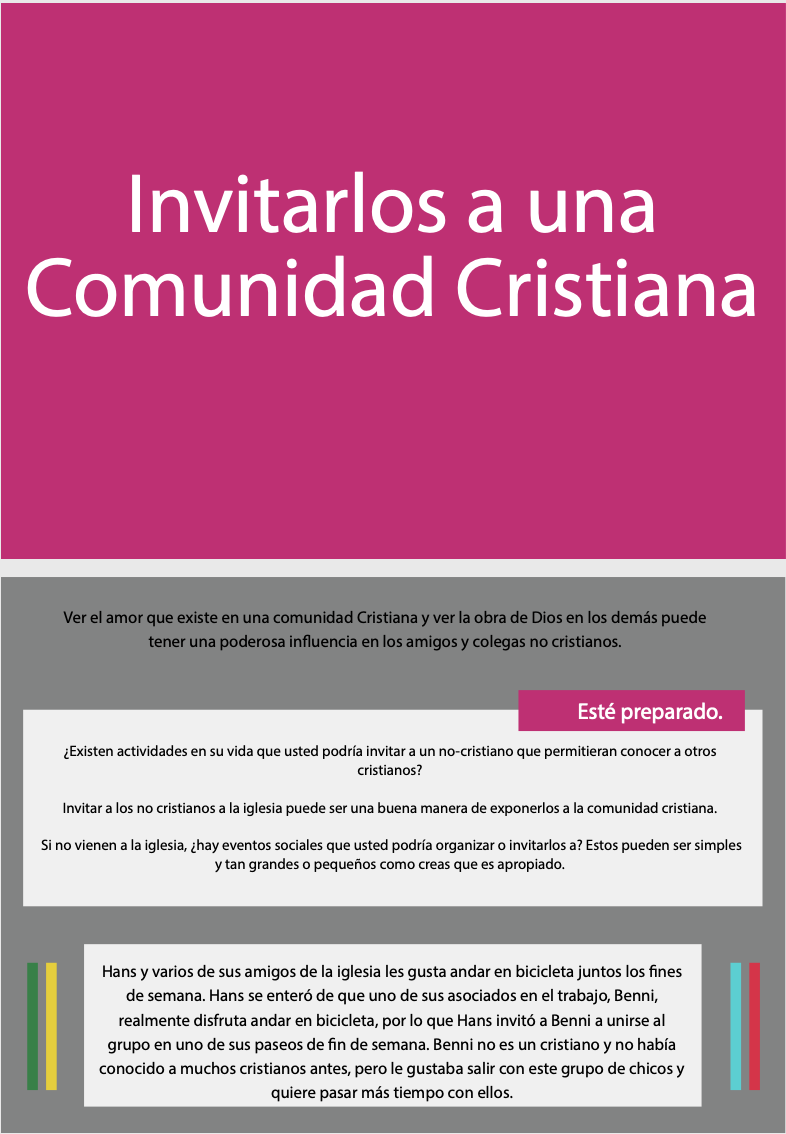 Invitarlos a una
Comunidad Cristiana
Ver el amor que existe en una comunidad Cristiana y ver la obra de Dios en los demás puede
tener una poderosa influencia en los amigos y colegas no cristianos.
Esté preparado.
¿Existen actividades en su vida que usted podría invitar a un no-cristiano que permitieran conocer a otros
cristianos?
Invitar a los no cristianos a la iglesia puede ser una buena manera de exponerlos a la comunidad cristiana.
Si no vienen a la iglesia, ¿hay eventos sociales que usted podría organizar o invitarlos a? Estos pueden ser simples
y tan grandes o pequeños como creas que es apropiado.
Hans y varios de sus amigos de la iglesia les gusta andar en bicicleta juntos los fines
de semana. Hans se enteró de que uno de sus asociados en el trabajo, Benni,
realmente disfruta andar en bicicleta, por lo que Hans invitó a Benni a unirse al
grupo en uno de sus paseos de fin de semana. Benni no es un cristiano y no había
conocido a muchos cristianos antes, pero le gustaba salir con este grupo de chicos y
quiere pasar más tiempo con ellos.